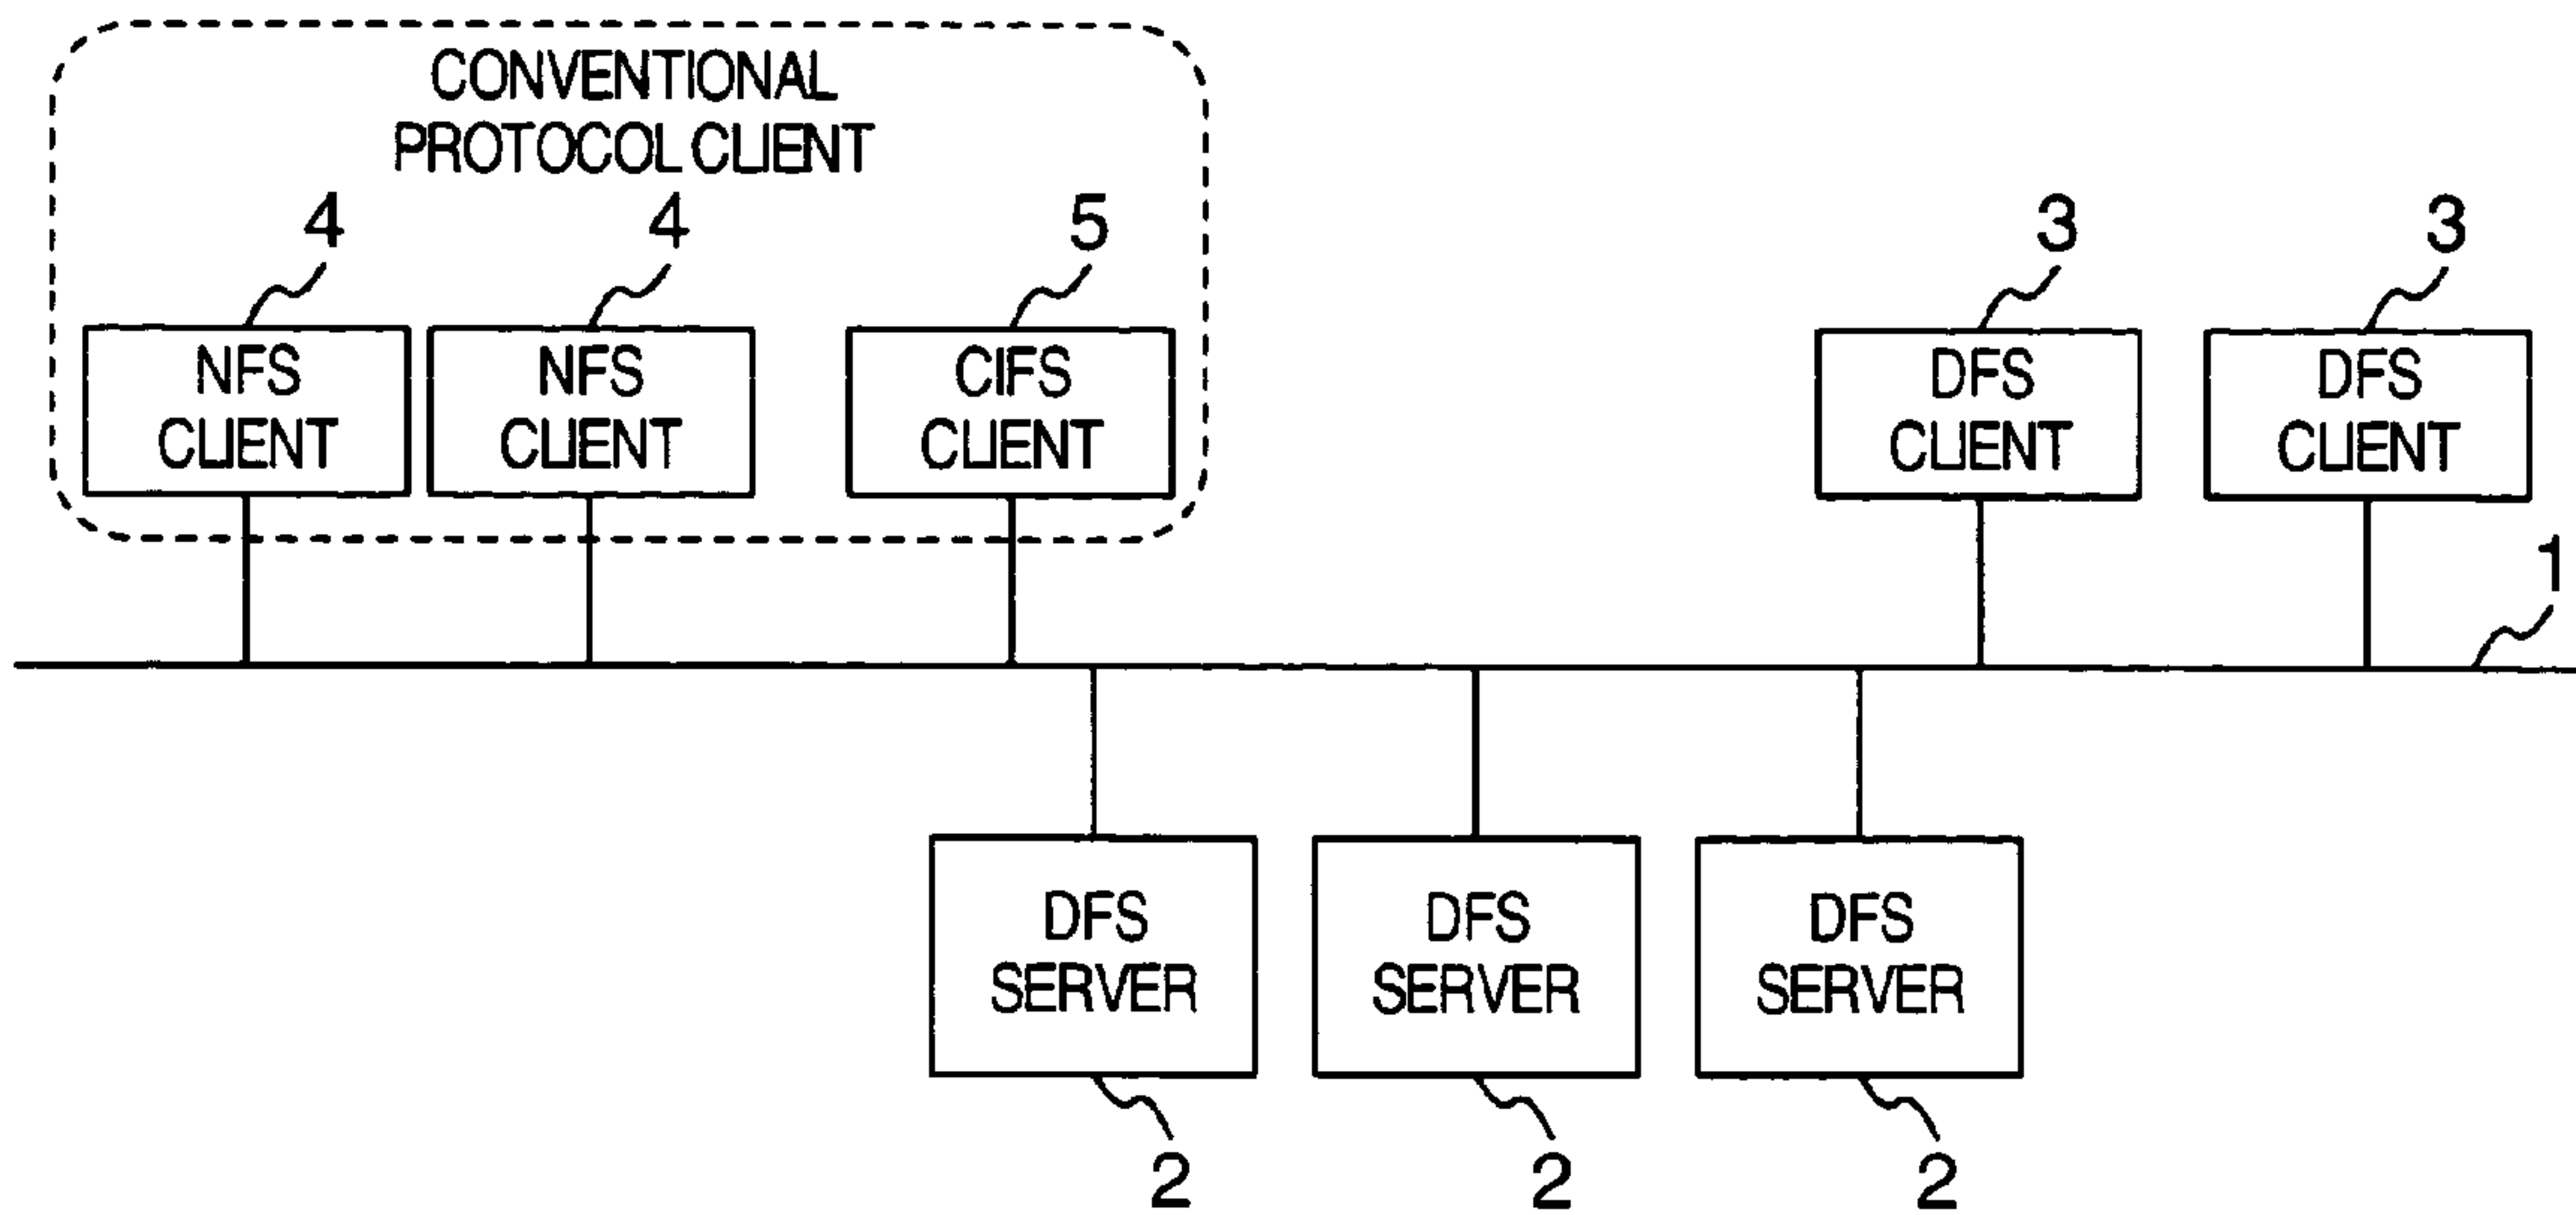 CONVENTIONAL
PROTOCOL CLIENT
4
4
5
3
3
NFS
CLIENT
NFS
CLIENT
CIFS
CLIENT
DFS
CLIENT
DFS
CLIENT
1
DFS
SERVER
DFS
SERVER
DFS
SERVER
2
2
2